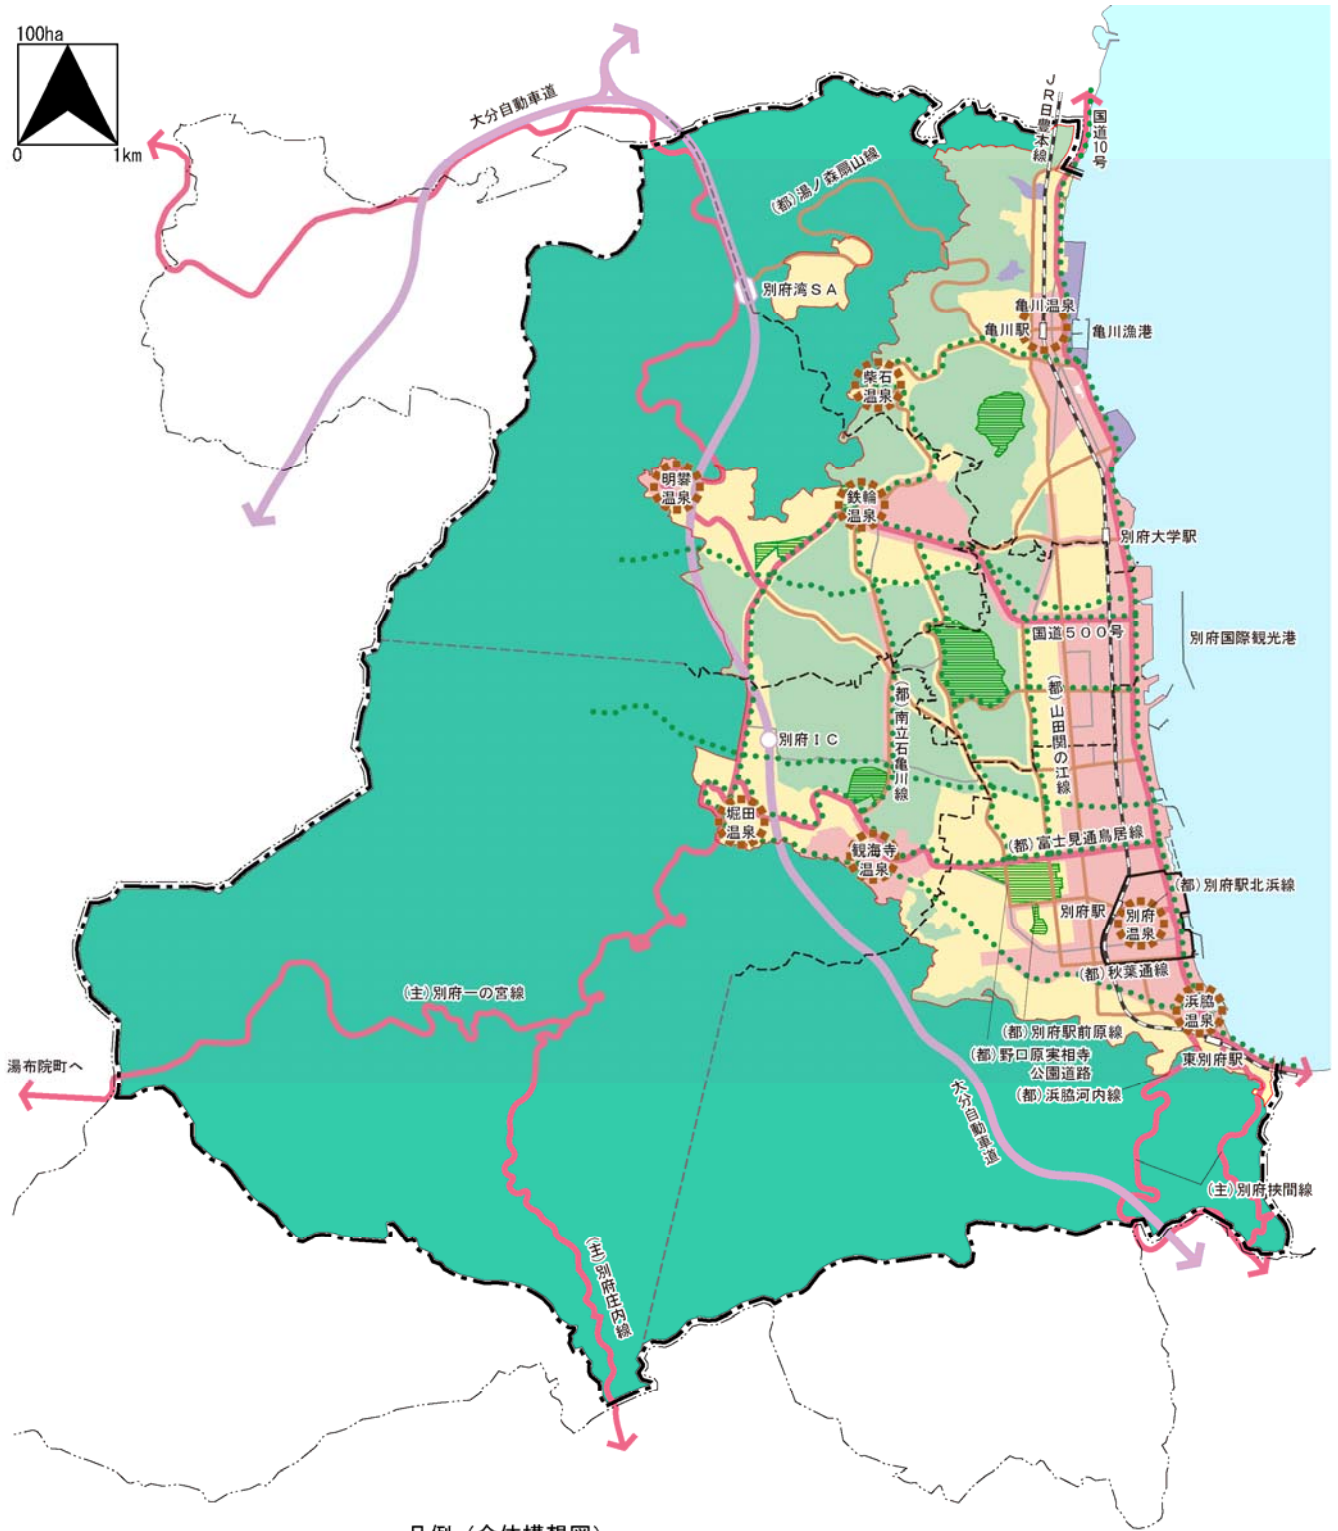 100ha
0
1km
大分自動車道
JR日豊本線
国道10号
(都)湯ノ森扇山線
別府湾SA
亀川温泉
亀川駅
亀川漁港
柴石
温泉
明礬
温泉
鉄輪
温泉
別府大学駅
国道500号
別府国際観光港
(都)南立石亀川線
(都)山田関の江線
別府IC
堀田
温泉
観海寺
温泉
(都)富士見通鳥居線
(都)別府駅北浜線
別府駅
別府
温泉
(都)秋葉通線
(主)別府一の宮線
浜脇
温泉
(都)別府駅前原線
(都)野口原実相寺
公園道路
東別府駅
湯布院町へ
(都)浜脇河内線
大分自動車道
(主)別府挾間線
(主)別府庄内線